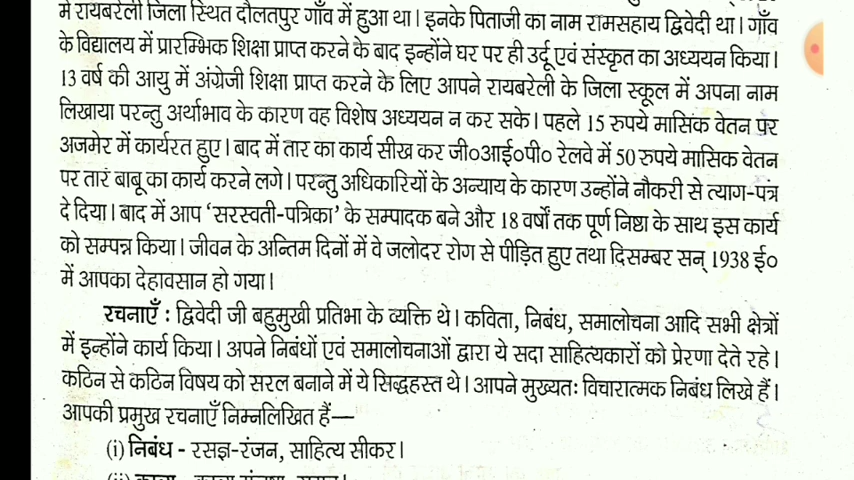 में रायबरेली जिला स्थित दौलतपुर गाँव में हुआ था। इनके पिताजी का नाम रामसहाय द्विवेदी था। गाँव
के विद्यालय में प्रारम्भिक शिक्षा प्राप्त करने के बाद इन्होंने घर पर ही उर्दू एवं संस्कृत का अध्ययन किया।
13 वर्ष की आयु में अंग्रेजी शिक्षा प्राप्त करने के लिए आपने रायबरेली के जिला स्कूल में अपना नाम
लिखाया परन्तु अर्थाभाव के कारण वह विशेष अध्ययन न कर सके। पहले 15 रुपये मासिक वेतन पर
अजमेर में कार्यरत हुए। बाद में तार का कार्य सीख कर जी०आई०पी० रेलवे में 50 रुपये मासिक वेतन
पर तार बाबू का कार्य करने लगे। परन्तु अधिकारियों के अन्याय के कारण उन्होंने नौकरी से त्याग-पत्र
दे दिया। बाद में आप ‘सरस्वती-पत्रिका’ के सम्पादक बने और 18 वर्षों तक पूर्ण निष्ठा के साथ इस कार्य
को सम्पन्न किया। जीवन के अन्तिम दिनों में वे जलोदर रोग से पीड़ित हुए तथा दिसम्बर सन् 1938 ई०
में आपका देहावसान हो गया।
रचनाएँ : द्विवेदी जी बहुमुखी प्रतिभा के व्यक्ति थे। कविता, निबंध, समालोचना आदि सभी क्षेत्रों
में इन्होंने कार्य किया। अपने निबंधों एवं समालोचनाओं द्वारा ये सदा साहित्यकारों को प्रेरणा देते रहे।
कठिन से कठिन विषय को सरल बनाने में ये सिद्धहस्त थे। आपने मुख्यतः विचारात्मक निबंध लिखे हैं।
आपकी प्रमुख रचनाएँ निम्नलिखित हैं—
(i) निबंध - रसज्ञ-रंजन, साहित्य सीकर।